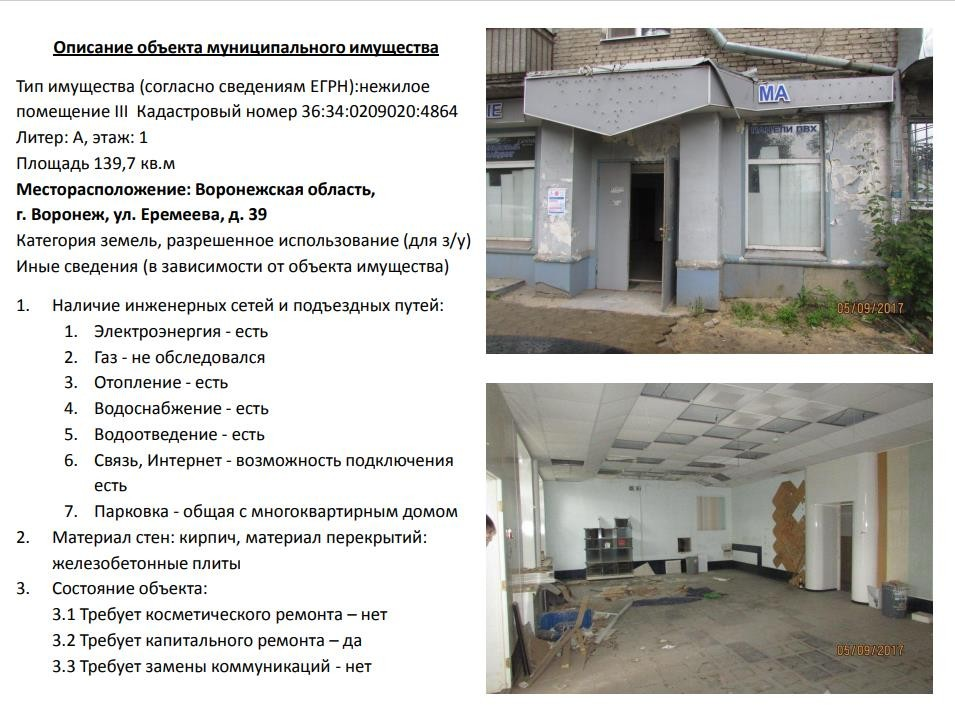 Описание объекта муниципального имущества
Тип имущества (согласно сведениям ЕГРН):нежилое
помещение III Кадастровый номер 36:34:0209020:4864
Литер: А, этаж: 1
Площадь 139,7 кв.м
Месторасположение: Воронежская область,
г. Воронеж, ул. Еремеева, д. 39
Категория земель, разрешенное использование (для з/у)
Иные сведения (в зависимости от объекта имущества)
1. Наличие инженерных сетей и подъездных путей:
1. Электроэнергия - есть
2. Газ - не обследовался
3. Отопление - есть
4. Водоснабжение - есть
5. Водоотведение - есть
6. Связь, Интернет - возможность подключения
есть
7. Парковка - общая с многоквартирным домом
2. Материал стен: кирпич, материал перекрытий:
железобетонные плиты
3. Состояние объекта:
3.1 Требует косметического ремонта – нет
3.2 Требует капитального ремонта – да
3.3 Требует замены коммуникаций - нет
МА
ПАНЕЛИ ПВХ
05/09/2017
05/09/2017